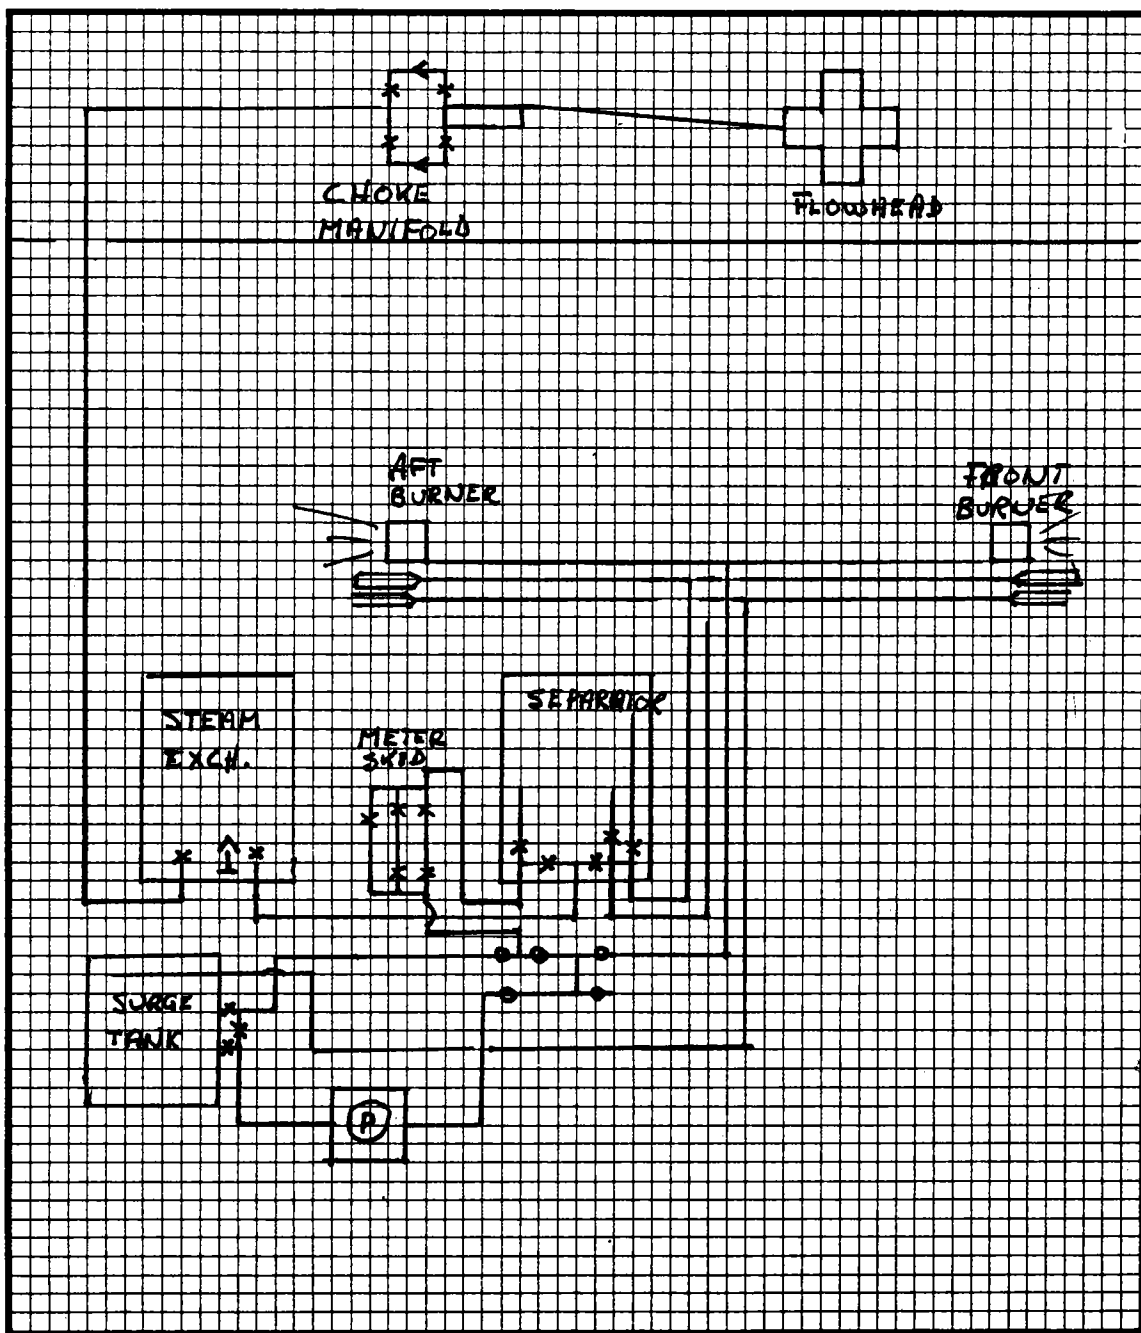 CHOKE
MANIFOLD
FLOWHEAD
AFT
BURNER
FRONT
BURNER
STEAM
EXCH.
METER
SKID
SEPARATOR
SURGE
TANK
P